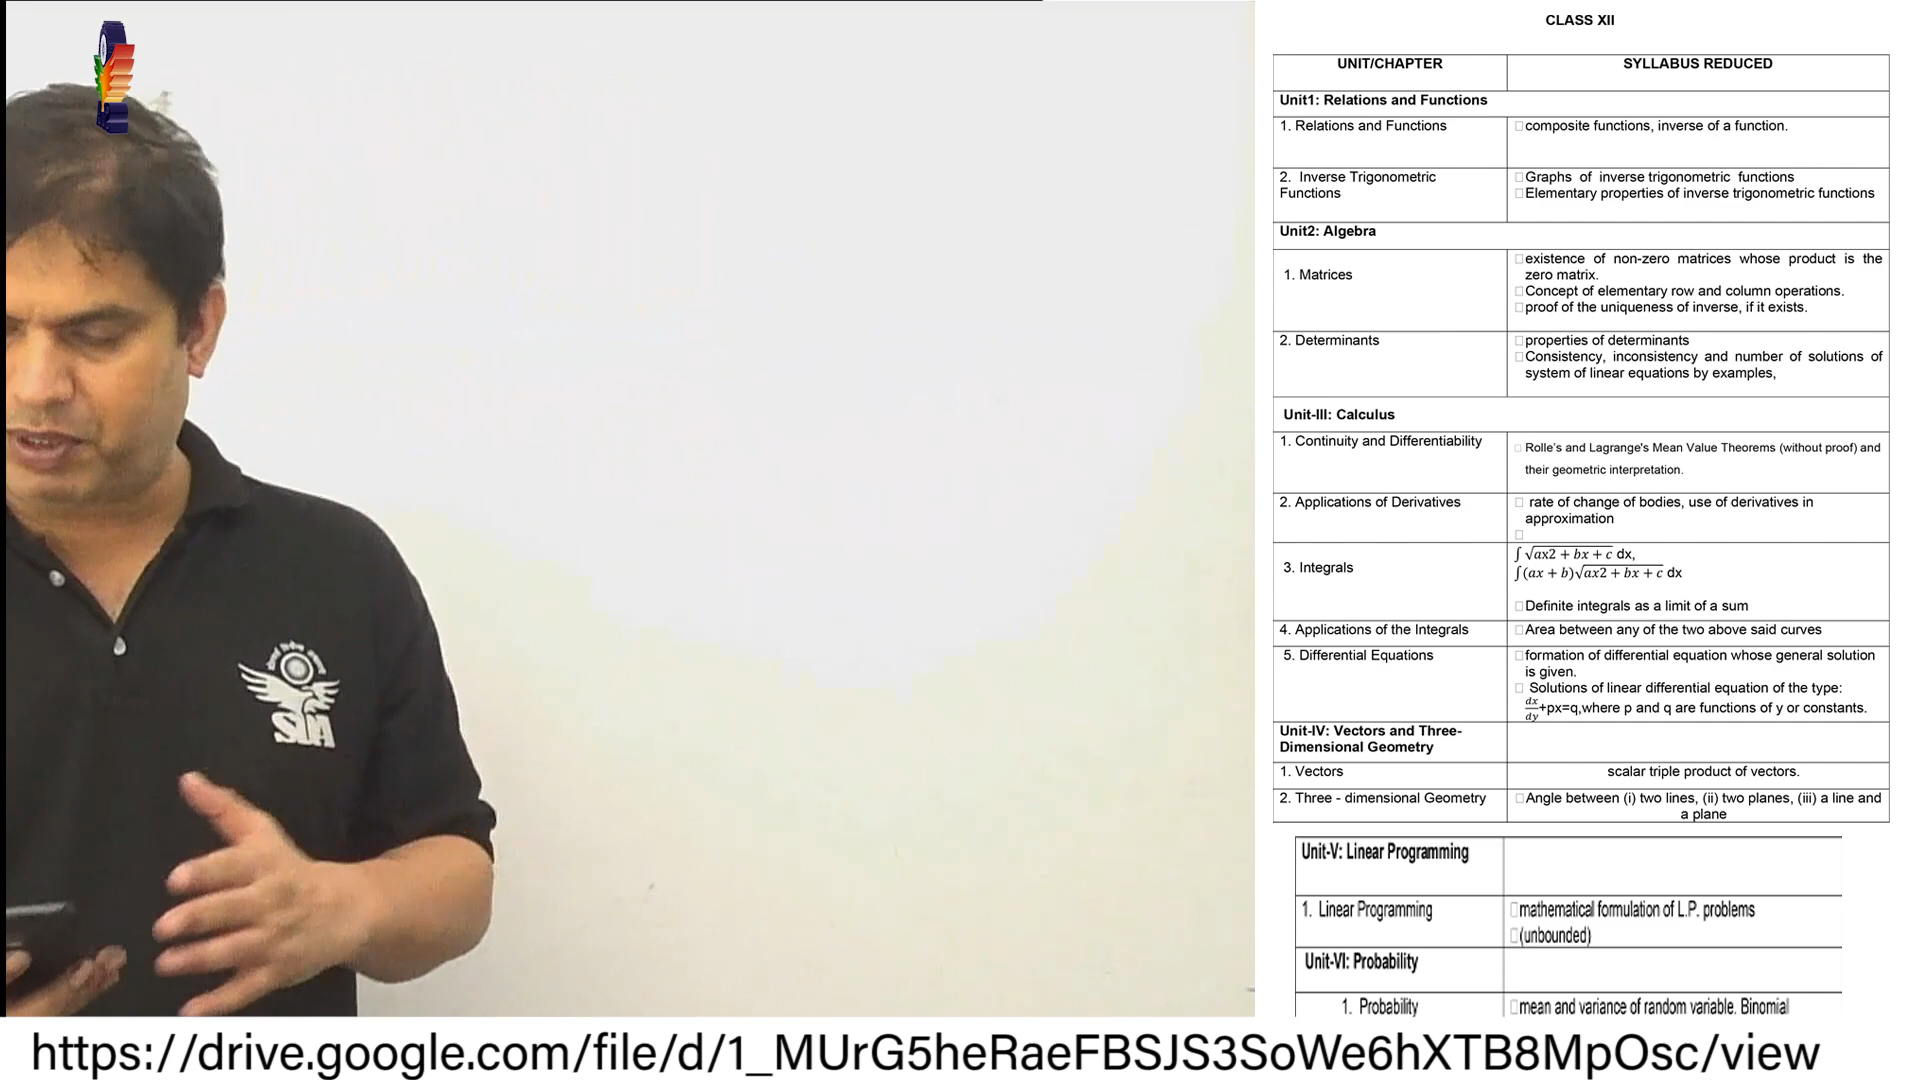 CLASS XII
UNIT/CHAPTER SYLLABUS REDUCED
Unit1: Relations and Functions
1. Relations and Functions
composite functions, inverse of a function.
2. Inverse Trigonometric
Functions
Graphs of inverse trigonometric functions
Elementary properties of inverse trigonometric functions
Unit2: Algebra
1. Matrices
existence of non-zero matrices whose product is the
zero matrix.
Concept of elementary row and column operations.
proof of the uniqueness of inverse, if it exists.
2. Determinants
properties of determinants
Consistency, inconsistency and number of solutions of
system of linear equations by examples,
Unit-III: Calculus
1. Continuity and Differentiability
Rolle's and Lagrange's Mean Value Theorems (without proof) and
their geometric interpretation.
2. Applications of Derivatives
rate of change of bodies, use of derivatives in
approximation
3. Integrals
∫ √ax2 + bx + c dx,
∫(ax + b)√ax2 + bx + c dx
Definite integrals as a limit of a sum
4. Applications of the Integrals
Area between any of the two above said curves
5. Differential Equations
formation of differential equation whose general solution
is given.
Solutions of linear differential equation of the type:
dx/dy+px=q,where p and q are functions of y or constants.
Unit-IV: Vectors and Three-
Dimensional Geometry
1. Vectors
scalar triple product of vectors.
2. Three - dimensional Geometry
Angle between (i) two lines, (ii) two planes, (iii) a line and
a plane
Unit-V: Linear Programming
1. Linear Programming
mathematical formulation of L.P. problems
(unbounded)
Unit-VI: Probability
1. Probability
mean and variance of random variable. Binomial
SUA
https://drive.google.com/file/d/1_MUrG5heRaeFBSJS3SoWe6hXTB8MpOsc/view